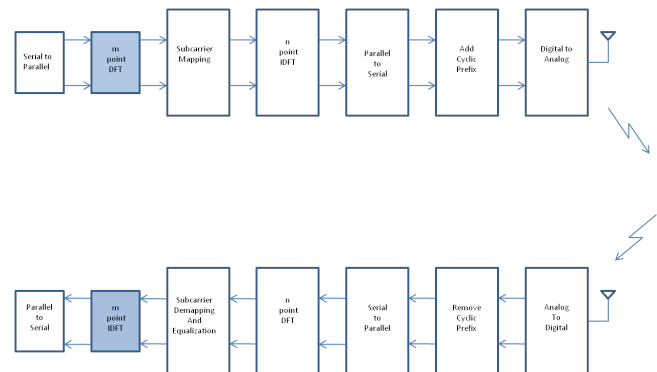 Serial to
Parallel
m
point
DFT
Subcarrier
Mapping
n
point
IDFT
Parallel
to
Serial
Add
Cyclic
Prefix
Digital to
Analog
Parallel
to
Serial
m
point
IDFT
Subcarrier
Demapping
And
Equalization
n
point
DFT
Serial
to
Parallel
Remove
Cyclic
Prefix
Analog
To
Digital